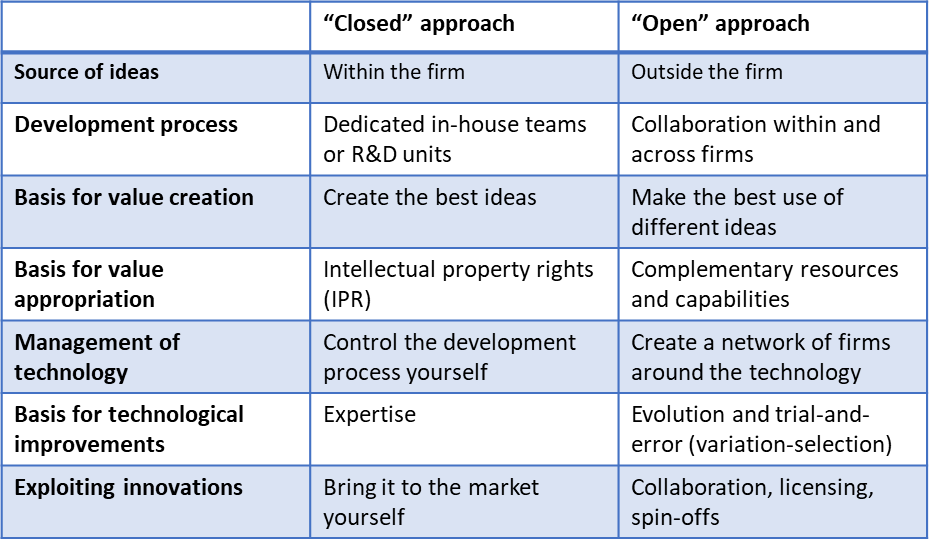 “Closed” approach
“Open” approach
Source of ideas
Within the firm
Outside the firm
Development process
Dedicated in-house teams
or R&D units
Collaboration within and
across firms
Basis for value creation
Create the best ideas
Make the best use of
different ideas
Basis for value
appropriation
Intellectual property rights
(IPR)
Complementary resources
and capabilities
Management of
technology
Control the development
process yourself
Create a network of firms
around the technology
Basis for technological
improvements
Expertise
Evolution and trial-and-
error (variation-selection)
Exploiting innovations
Bring it to the market
yourself
Collaboration, licensing,
spin-offs